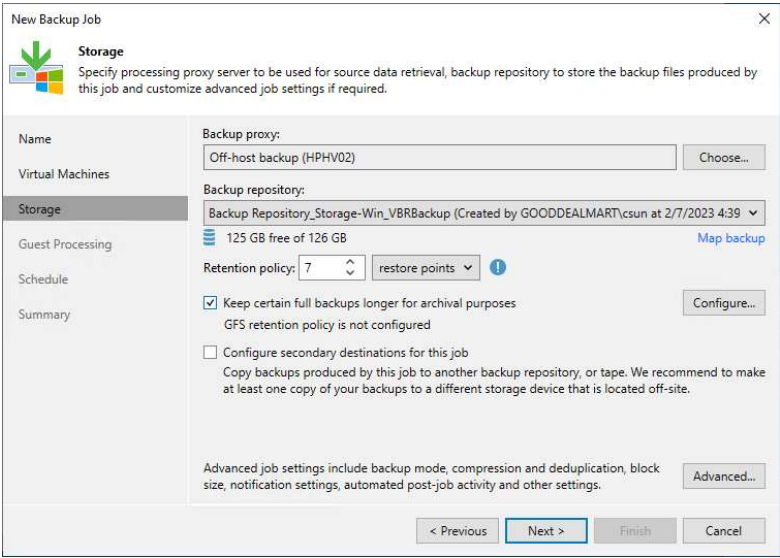 New Backup Job
Storage
Specify processing proxy server to be used for source data retrieval, backup repository to store the backup files produced by
this job and customize advanced job settings if required.
Name
Virtual Machines
Storage
Guest Processing
Schedule
Summary
Backup proxy:
Off-host backup (HPHV02)
Choose...
Backup repository:
Backup Repository_Storage-Win_VBRBackup (Created by GOODDEALMART\csun at 2/7/2023 4:39
125 GB free of 126 GB
Map backup
Retention policy: 7 restore points
Keep certain full backups longer for archival purposes
Configure...
GFS retention policy is not configured
Configure secondary destinations for this job
Copy backups produced by this job to another backup repository, or tape. We recommend to make
at least one copy of your backups to a different storage device that is located off-site.
Advanced job settings include backup mode, compression and deduplication, block
size, notification settings, automated post-job activity and other settings.
Advanced...
< Previous
Next >
Finish
Cancel